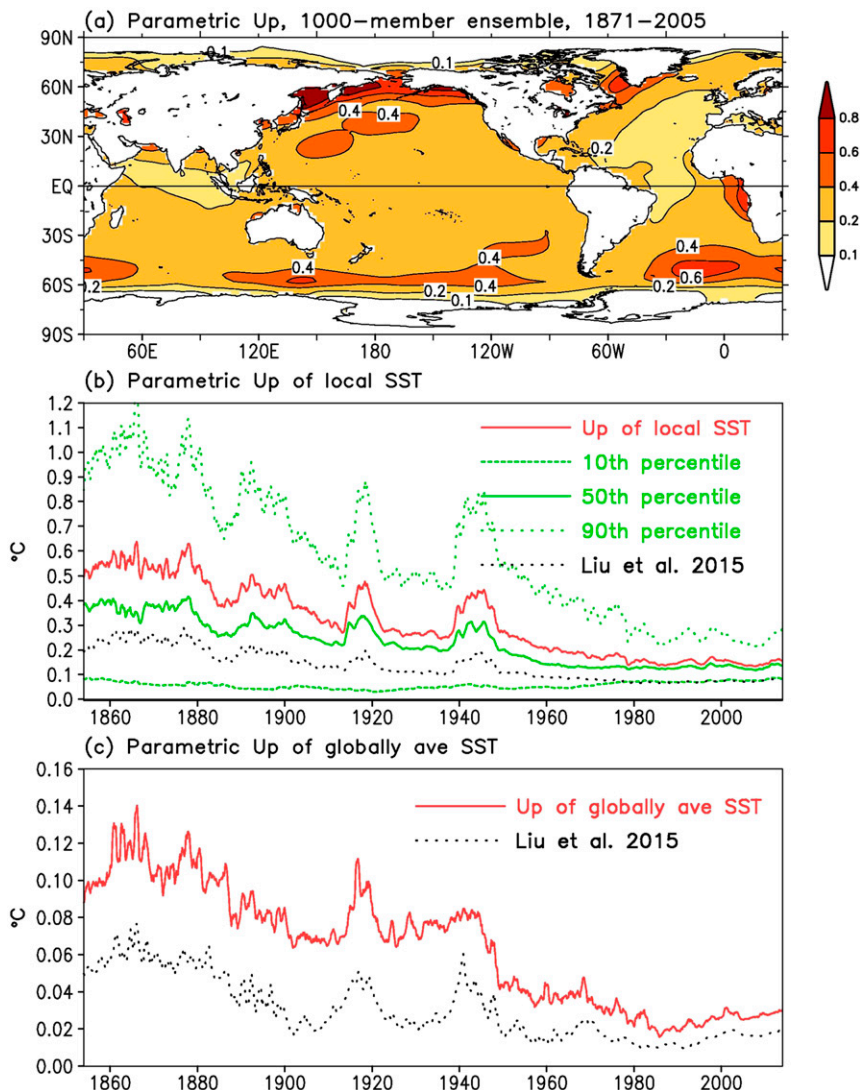 (a) Parametric Up, 1000-member ensemble, 1871-2005
90N
60N
30N
EQ
30S
60S
90S
0.1
0.4
0.4
0.2
0.4
0.4
0.4
0.6
0.2
0.2
0.1
0.2
60E
120E
180
120W
60W
0
0.8
0.6
0.4
0.2
0.1
(b) Parametric Up of local SST
1.2
1.1
1.0
0.9
0.8
0.7
0.6
0.5
0.4
0.3
0.2
0.1
0.0
°C
Up of local SST
10th percentile
50th percentile
90th percentile
Liu et al. 2015
1860
1880
1900
1920
1940
1960
1980
2000
(c) Parametric Up of globally ave SST
0.16
0.14
0.12
0.10
0.08
0.06
0.04
0.02
0.00
°C
Up of globally ave SST
Liu et al. 2015
1860
1880
1900
1920
1940
1960
1980
2000